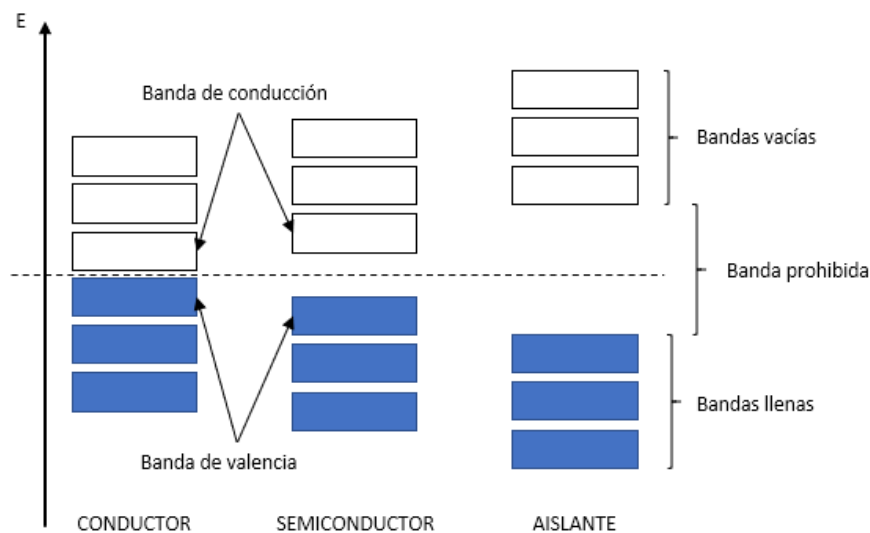 E
Banda de conducción
Bandas vacías
Banda prohibida
Bandas llenas
Banda de valencia
CONDUCTOR
SEMICONDUCTOR
AISLANTE